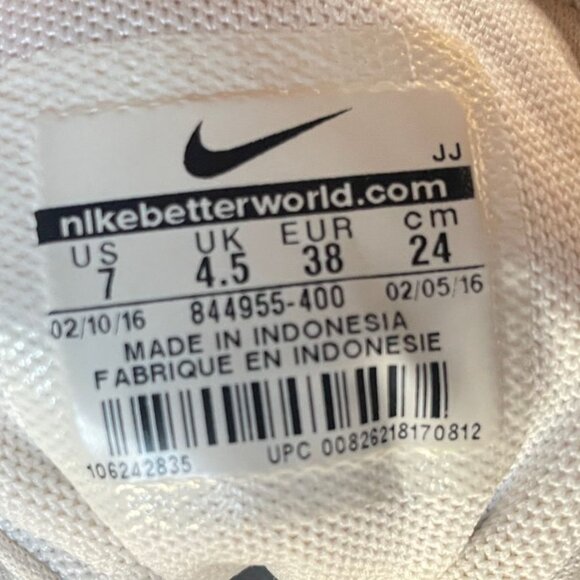 JJ
nikebetterworld.com
US UK EUR cm
7 4.5 38 24
02/10/16 844955-400 02/05/16
MADE IN INDONESIA
FABRIQUE EN INDONESIE
106242835 UPC 00826218170812